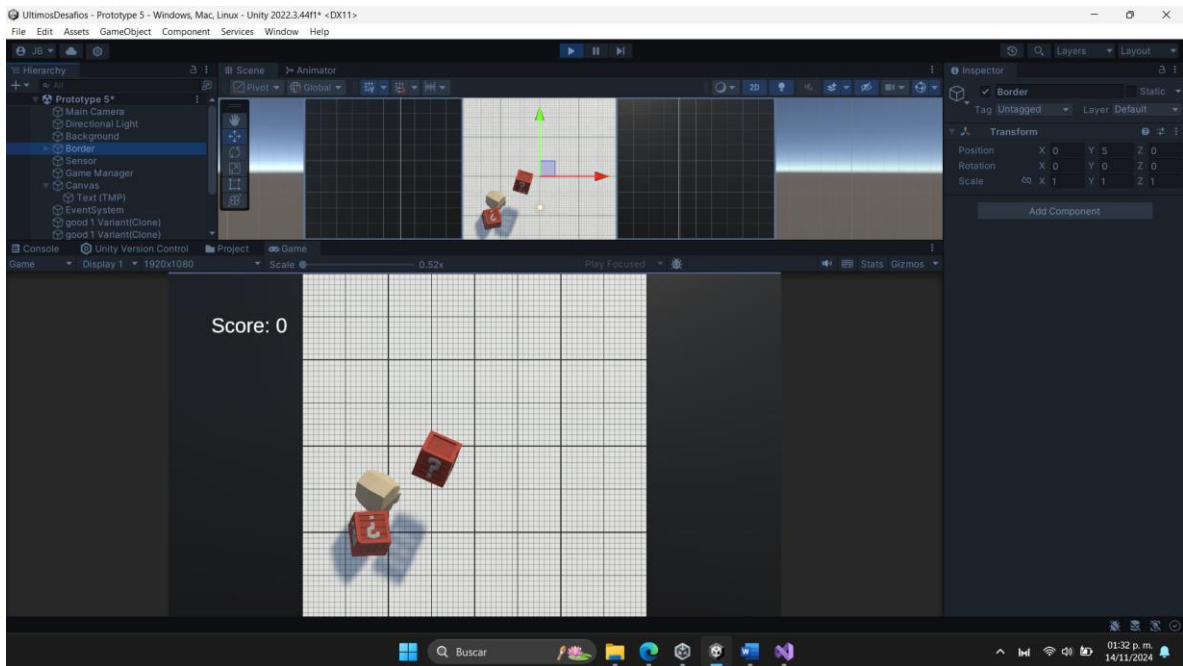 UltimosDesafios - Prototype 5 - Windows, Mac, Linux - Unity 2022.3.44f1* <DX11>
File Edit Assets GameObject Component Services Window Help
JB
Layers Layout
Hierarchy
All
Prototype 5*
Main Camera
Directional Light
Background
Border
Sensor
Game Manager
Canvas
Text (TMP)
EventSystem
good 1 Variant(Clone)
good 1 Variant(Clone)
Scene Animator
Pivot Global 2D
Inspector
Border Static
Tag Untagged Layer Default
Transform
Position X 0 Y 5 Z 0
Rotation X 0 Y 0 Z 0
Scale X 1 Y 1 Z 1
Add Component
Console Unity Version Control Project Game
Game Display 1 1920x1080 Scale 0.52x Play Focused Stats Gizmos
Score: 0
?
?
Buscar
01:32 p. m.
14/11/2024